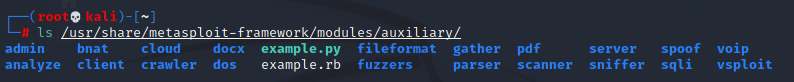 ┌──(root💀kali)-[~]
└─# ls /usr/share/metasploit-framework/modules/auxiliary/
admin bnat cloud docx example.py fileformat gather pdf server spoof voip
analyze client crawler dos example.rb fuzzers parser scanner sniffer sqli vsploit